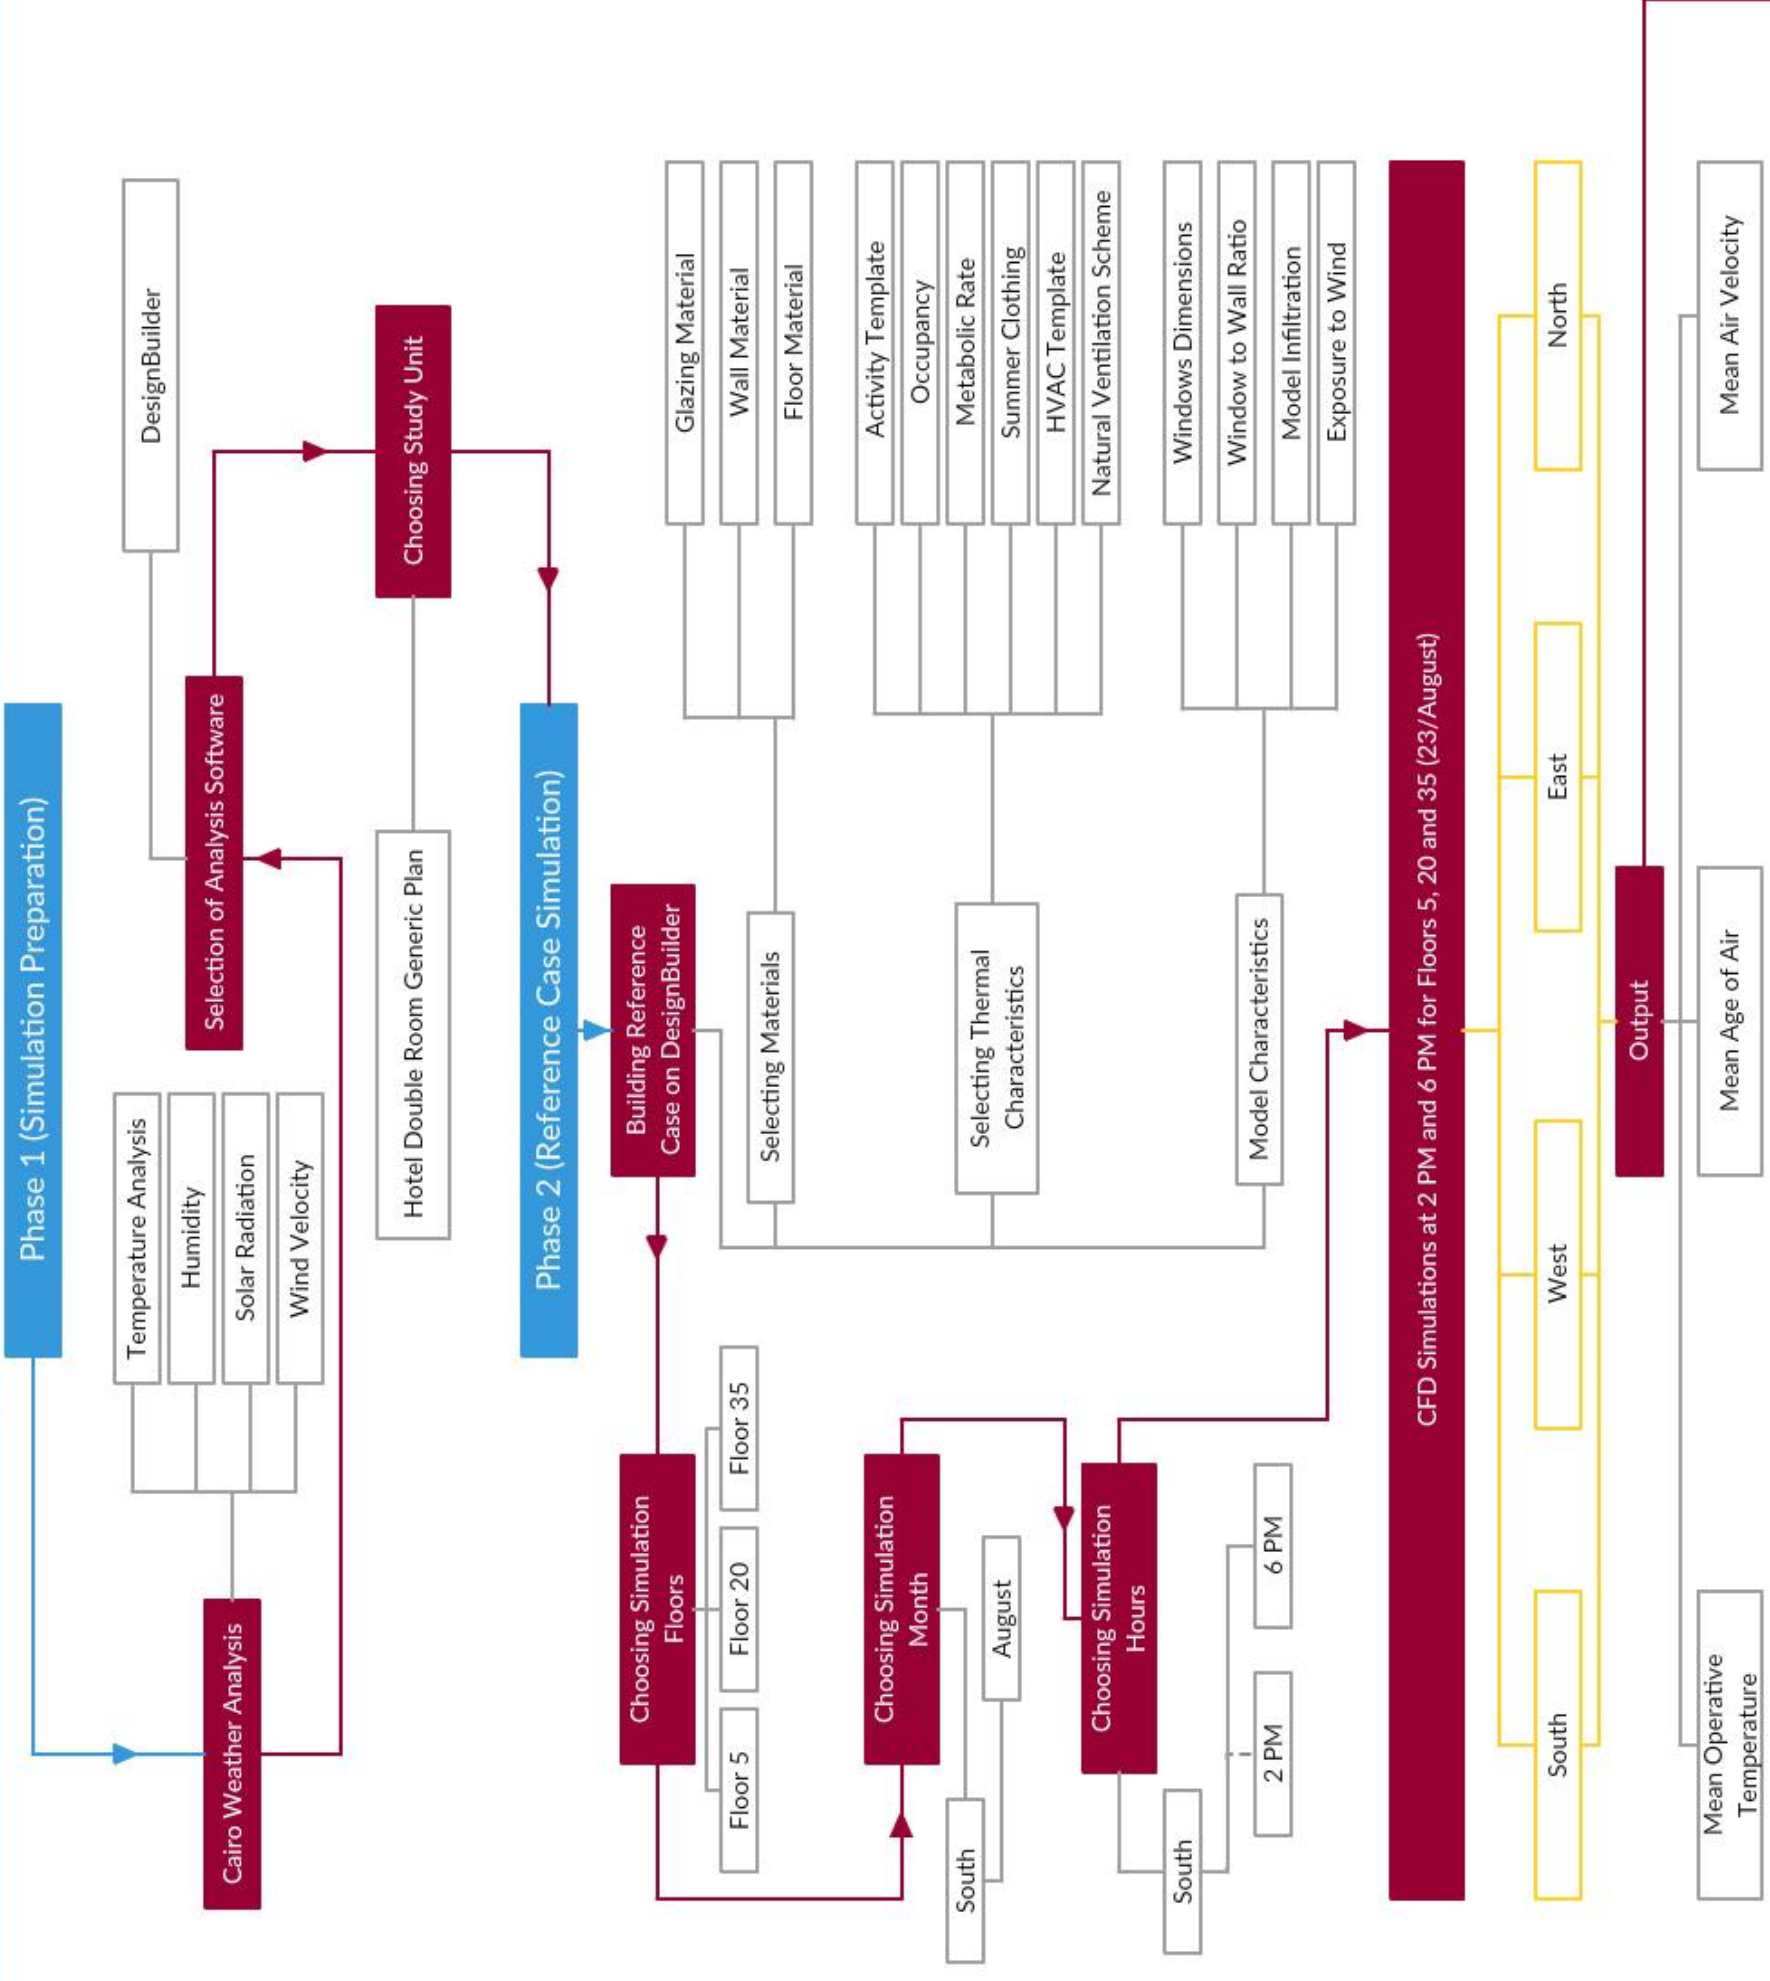 Phase 1 (Simulation Preparation)
Cairo Weather Analysis
Temperature Analysis
Humidity
Solar Radiation
Wind Velocity
Selection of Analysis Software
DesignBuilder
Choosing Study Unit
Hotel Double Room Generic Plan
Phase 2 (Reference Case Simulation)
Building Reference
Case on DesignBuilder
Selecting Materials
Glazing Material
Wall Material
Floor Material
Selecting Thermal
Characteristics
Activity Template
Occupancy
Metabolic Rate
Summer Clothing
HVAC Template
Natural Ventilation Scheme
Model Characteristics
Windows Dimensions
Window to Wall Ratio
Model Infiltration
Exposure to Wind
Choosing Simulation
Floors
Floor 5
Floor 20
Floor 35
Choosing Simulation
Month
South
August
Choosing Simulation
Hours
South
2 PM
6 PM
CFD Simulations at 2 PM and 6 PM for Floors 5, 20 and 35 (23/August)
South
West
East
North
Output
Mean Operative
Temperature
Mean Age of Air
Mean Air Velocity